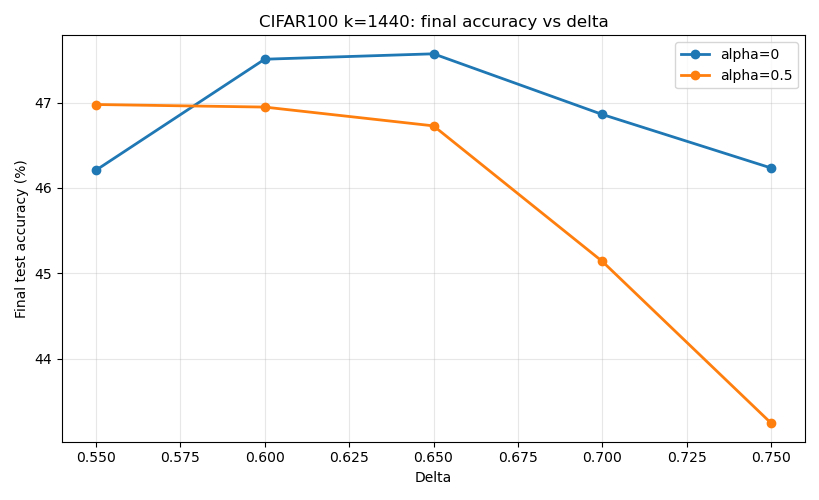 CIFAR100 k=1440: final accuracy vs delta
alpha=0
alpha=0.5
Final test accuracy (%)
47
46
45
44
0.550
0.575
0.600
0.625
0.650
0.675
0.700
0.725
0.750
Delta